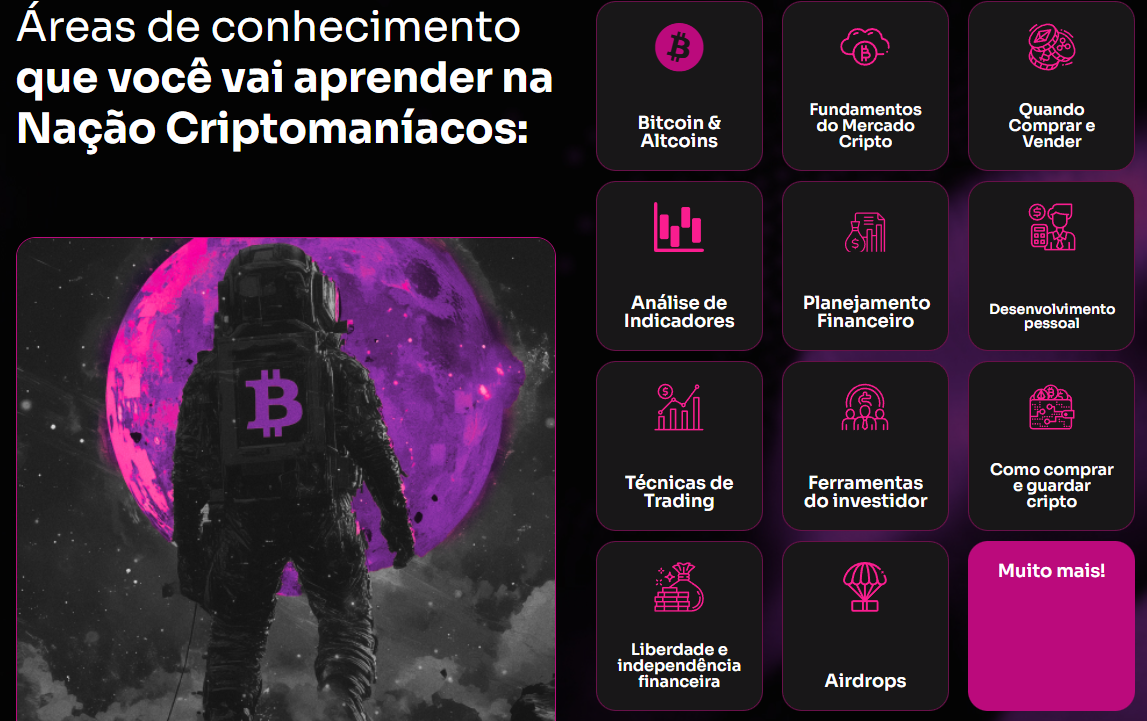 Áreas de conhecimento
que você vai aprender na
Nação Criptomaníacos:
Bitcoin &
Altcoins
Fundamentos
do Mercado
Cripto
Quando
Comprar e
Vender
Análise de
Indicadores
Planejamento
Financeiro
Desenvolvimento
pessoal
Técnicas de
Trading
Ferramentas
do investidor
Como comprar
e guardar
cripto
Liberdade e
independência
financeira
Airdrops
Muito mais!